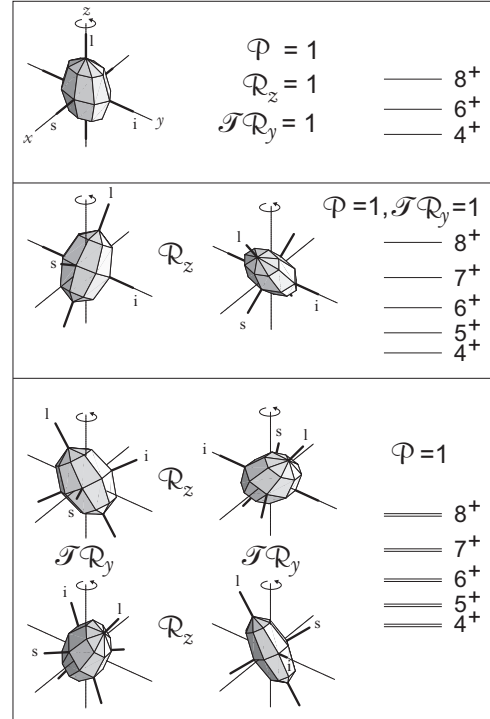 z
l
s
i
x
y
𝒫 = 1
ℛz = 1
𝒯ℛy = 1
8+
6+
4+
l
s
i
ℛz
l
s
i
𝒫=1, 𝒯ℛy=1
8+
7+
6+
5+
4+
l
i
s
ℛz
s
l
i
𝒫=1
𝒯ℛy
𝒯ℛy
i
l
s
ℛz
l
s
i
8+
7+
6+
5+
4+